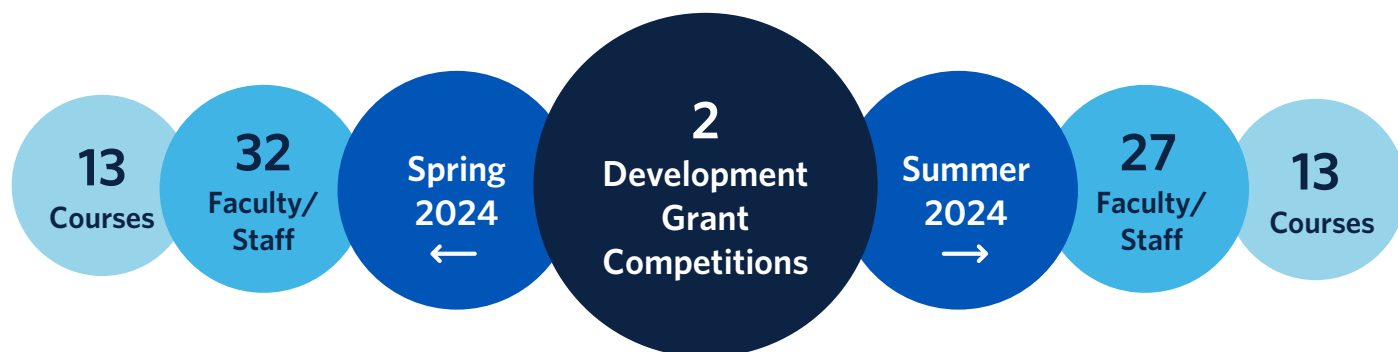 13
Courses
32
Faculty/
Staff
Spring
2024
←
2
Development
Grant
Competitions
Summer
2024
→
27
Faculty/
Staff
13
Courses